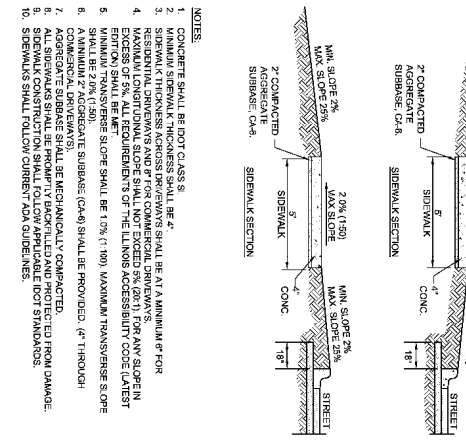 2" COMPACTED
AGGREGATE
SUBBASE, CA-6.
5'
SIDEWALK
4"
CONC.
18"
STREET
SIDEWALK SECTION
MIN. SLOPE 2%
MAX. SLOPE 25%
2.0% (1:50)
MAX SLOPE
MIN. SLOPE 2%
MAX. SLOPE 25%
2" COMPACTED
AGGREGATE
SUBBASE, CA-6.
5'
SIDEWALK
4"
CONC.
18"
STREET
SIDEWALK SECTION
NOTES:
1. CONCRETE SHALL BE IDOT CLASS SI.
2. MINIMUM SIDEWALK THICKNESS SHALL BE 4"
3. SIDEWALK THICKNESS ACROSS DRIVEWAYS SHALL BE AT A MINIMUM 6" FOR
RESIDENTIAL DRIVEWAYS AND 8" FOR COMMERCIAL DRIVEWAYS.
4. MAXIMUM LONGITUDINAL SLOPE SHALL NOT EXCEED 5% (20:1). FOR ANY SLOPE IN
EXCESS OF 5%, ALL REQUIREMENTS OF THE ILLINOIS ACCESSIBILITY CODE (LATEST
EDITION) SHALL BE MET.
5. MINIMUM TRANSVERSE SLOPE SHALL BE 1.0% (1:100). MAXIMUM TRANSVERSE SLOPE
SHALL BE 2.0% (1:50).
6. A MINIMUM 2" AGGREGATE SUBBASE (CA-6) SHALL BE PROVIDED. (4" THROUGH
COMMERCIAL DRIVEWAYS).
7. AGGREGATE SUBBASE SHALL BE MECHANICALLY COMPACTED.
8. ALL SIDEWALKS SHALL BE PROMPTLY BACKFILLED AND PROTECTED FROM DAMAGE.
9. SIDEWALK CONSTRUCTION SHALL FOLLOW APPLICABLE IDOT STANDARDS.
10. SIDEWALKS SHALL FOLLOW CURRENT ADA GUIDELINES.